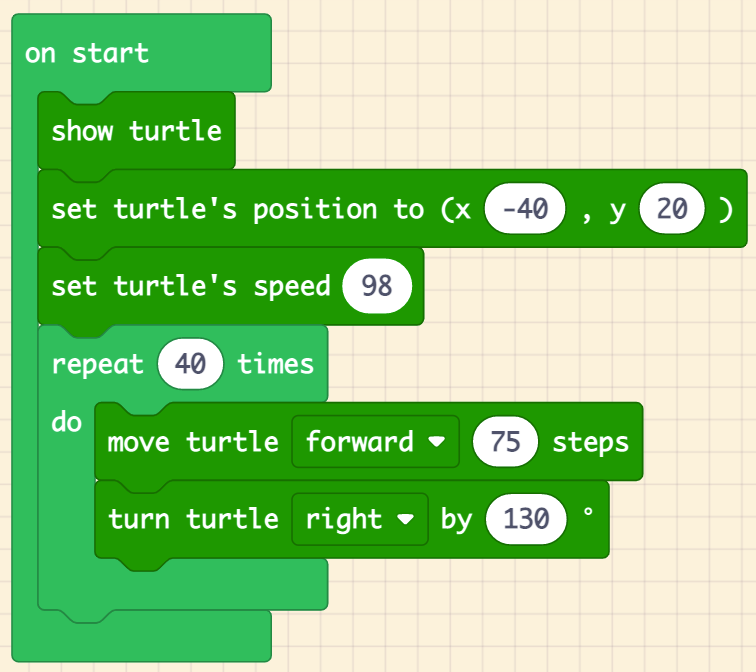 on start
show turtle
set turtle's position to (x -40 , y 20 )
set turtle's speed 98
repeat 40 times
do
move turtle forward 75 steps
turn turtle right by 130 °